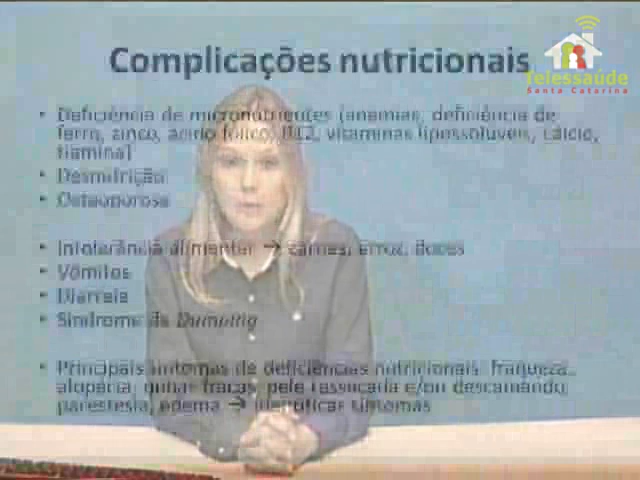 Complicações nutricionais
Telessaúde
Santa Catarina
• Deficiência de micronutrientes (anemias, deficiência de
ferro, zinco, ácido fólico, B12, vitaminas lipossolúveis, cálcio,
tiamina)
• Desnutrição
• Osteoporose
• Intolerância alimentar → carnes, arroz, doces
• Vômitos
• Diarreia
• Síndrome de Dumping
• Principais sintomas de deficiências nutricionais: fraqueza,
alopécia, unhas fracas, pele ressecada e/ou descamando,
parestesia, edema → identificar sintomas